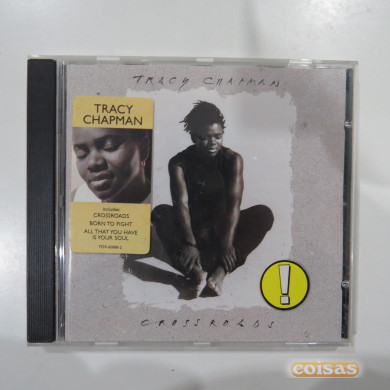 TRACY CHAPMAN
TRACY
CHAPMAN
includes
CROSSROADS
BORN TO FIGHT
ALL THAT YOU HAVE
IS YOUR SOUL
!
CROSSROADS
coisas